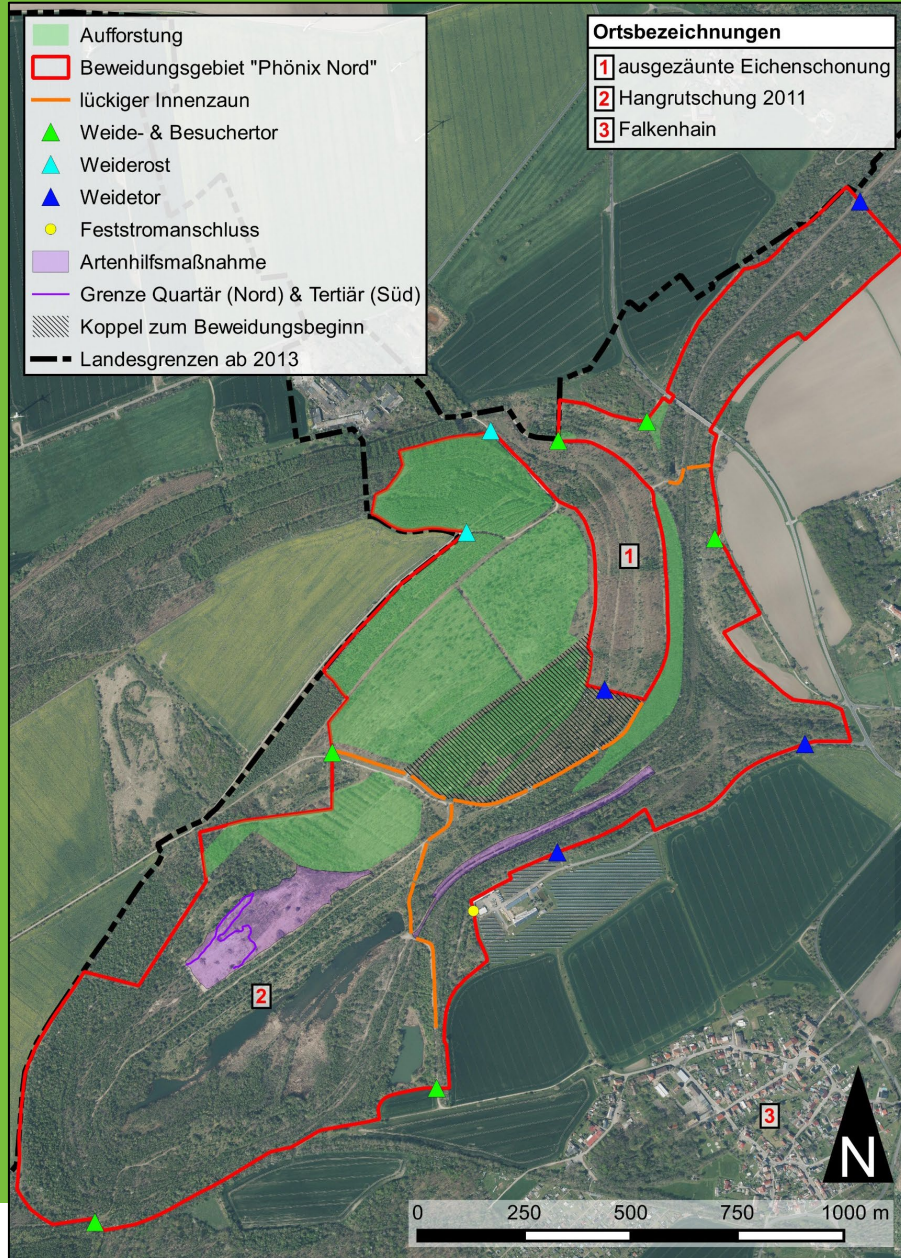 Aufforstung
Beweidungsgebiet "Phönix Nord"
lückiger Innenzaun
Weide- & Besuchertor
Weiderost
Weidetor
Feststromanschluss
Artenhilfsmaßnahme
Grenze Quartär (Nord) & Tertiär (Süd)
Koppel zum Beweidungsbeginn
Landesgrenzen ab 2013
Ortsbezeichnungen
1 ausgezäunte Eichenschonung
2 Hangrutschung 2011
3 Falkenhain
1
2
3
N
0 250 500 750 1000 m